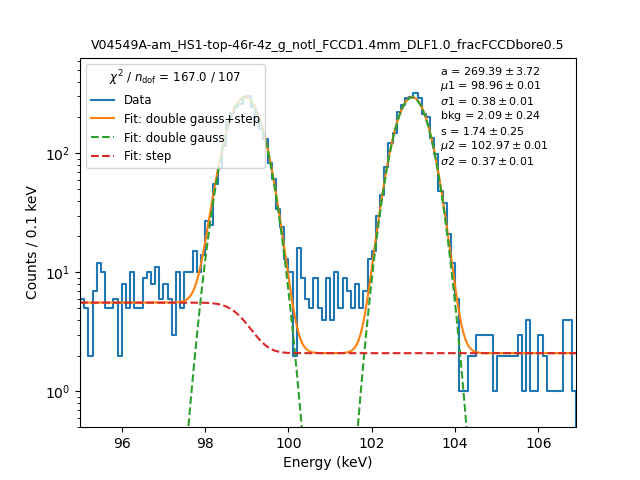 V04549A-am_HS1-top-46r-4z_g_notl_FCCD1.4mm_DLF1.0_fracFCCDbore0.5
χ² / n_dof = 167.0 / 107
Data
Fit: double gauss+step
Fit: double gauss
Fit: step
a = 269.39 ± 3.72
μ1 = 98.96 ± 0.01
σ1 = 0.38 ± 0.01
bkg = 2.09 ± 0.24
s = 1.74 ± 0.25
μ2 = 102.97 ± 0.01
σ2 = 0.37 ± 0.01
Counts / 0.1 keV
10²
10¹
10⁰
96 98 100 102 104 106
Energy (keV)